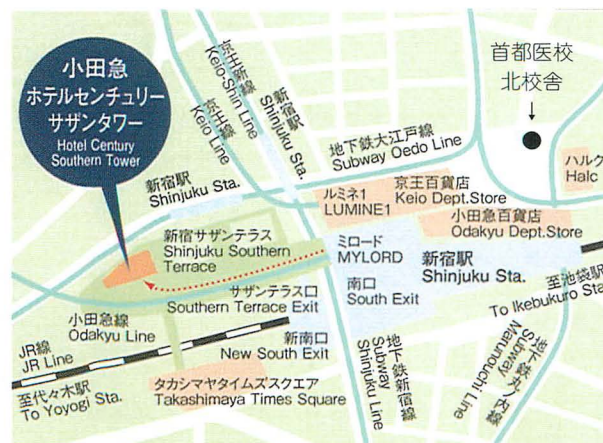 小田急
ホテルセンチュリー
サザンタワー
Hotel Century
Southern Tower
京王新線
Keio-Shin Line
京王線
Keio Line
新宿駅
Shinjuku Sta.
首都医校
北校舎
↓
地下鉄大江戸線
Subway Oedo Line
ハルク
Halc
新宿駅
Shinjuku Sta.
ルミネ1
LUMINE1
京王百貨店
Keio Dept.Store
小田急百貨店
Odakyu Dept.Store
新宿サザンテラス
Shinjuku Southern
Terrace
ミロード
MYLORD
新宿駅
Shinjuku Sta.
サザンテラス口
Southern Terrace Exit
南口
South Exit
至池袋駅
To Ikebukuro Sta.
小田急線
Odakyu Line
新南口
New South Exit
JR線
JR Line
至代々木駅
To Yoyogi Sta.
タカシマヤタイムズスクエア
Takashimaya Times Square
地下鉄新宿線
Subway
Shinjuku Line
地下鉄丸ノ内線
Subway
Marunouchi Line